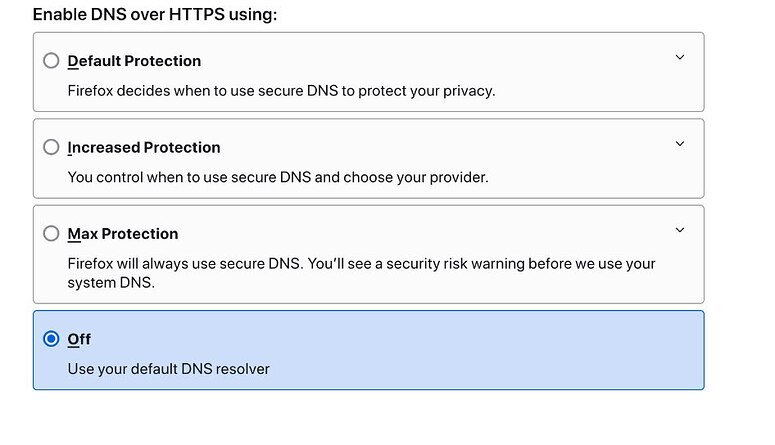 Enable DNS over HTTPS using:
Default Protection
Firefox decides when to use secure DNS to protect your privacy.
Increased Protection
You control when to use secure DNS and choose your provider.
Max Protection
Firefox will always use secure DNS. You’ll see a security risk warning before we use your
system DNS.
Off
Use your default DNS resolver